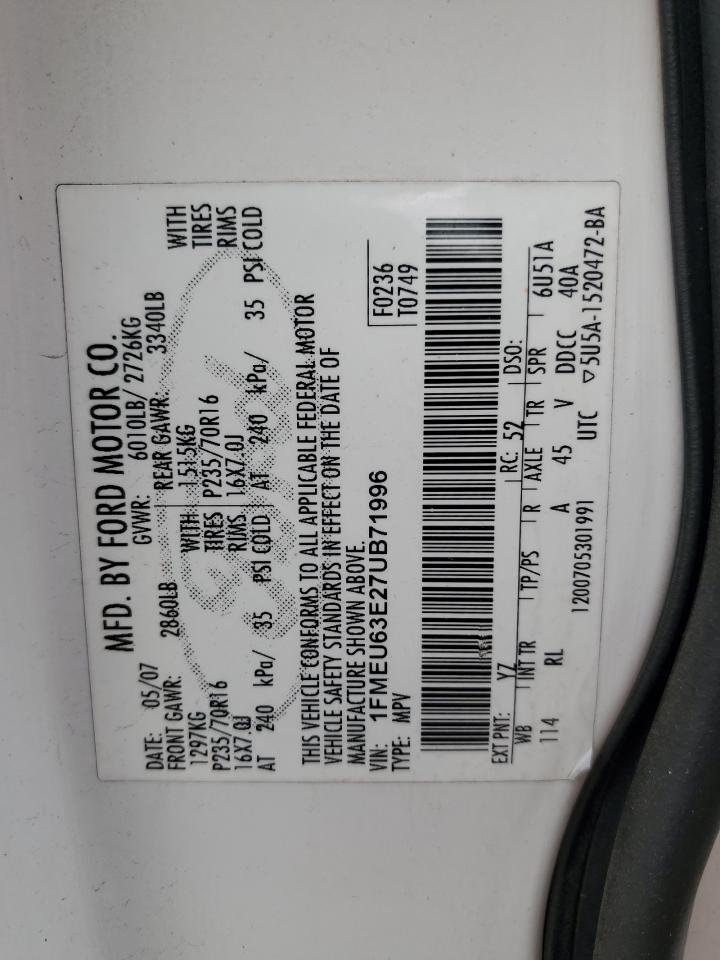 MFD. BY FORD MOTOR CO.
DATE: 05/07 GVWR: 6010LB/ 2726KG
FRONT GAWR: 2860LB REAR GAWR: 3340LB
1297KG WITH 1515KG WITH
P235/70R16 TIRES P235/70R16 TIRES
16X7.0J RIMS 16X7.0J RIMS
AT 240 kPa/ 35 PSI COLD AT 240 kPa/ 35 PSI COLD
THIS VEHICLE CONFORMS TO ALL APPLICABLE FEDERAL MOTOR
VEHICLE SAFETY STANDARDS IN EFFECT ON THE DATE OF
MANUFACTURE SHOWN ABOVE.
VIN: 1FMEU63E27UB71996 F0236
TYPE: MPV T0749
EXT PNT: YZ RC: 52 DSO:
WB INT TR TP/PS R AXLE TR SPR 6U51A
114 RL A 45 V DDCC 40A
1200705301991 UTC ▽5U5A-1520472-BA